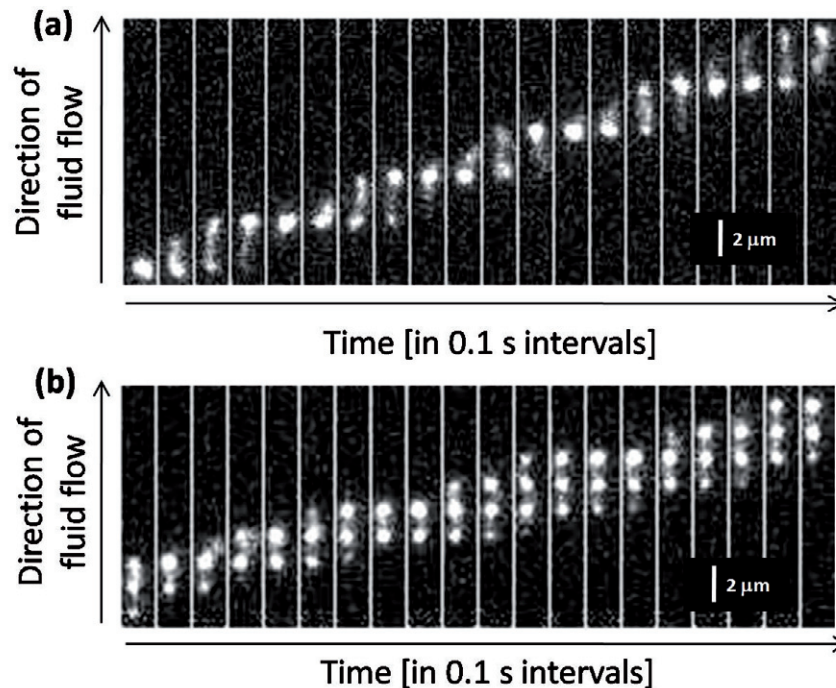 (a)
Direction of
fluid flow
2 μm
Time [in 0.1 s intervals]
(b)
Direction of
fluid flow
2 μm
Time [in 0.1 s intervals]